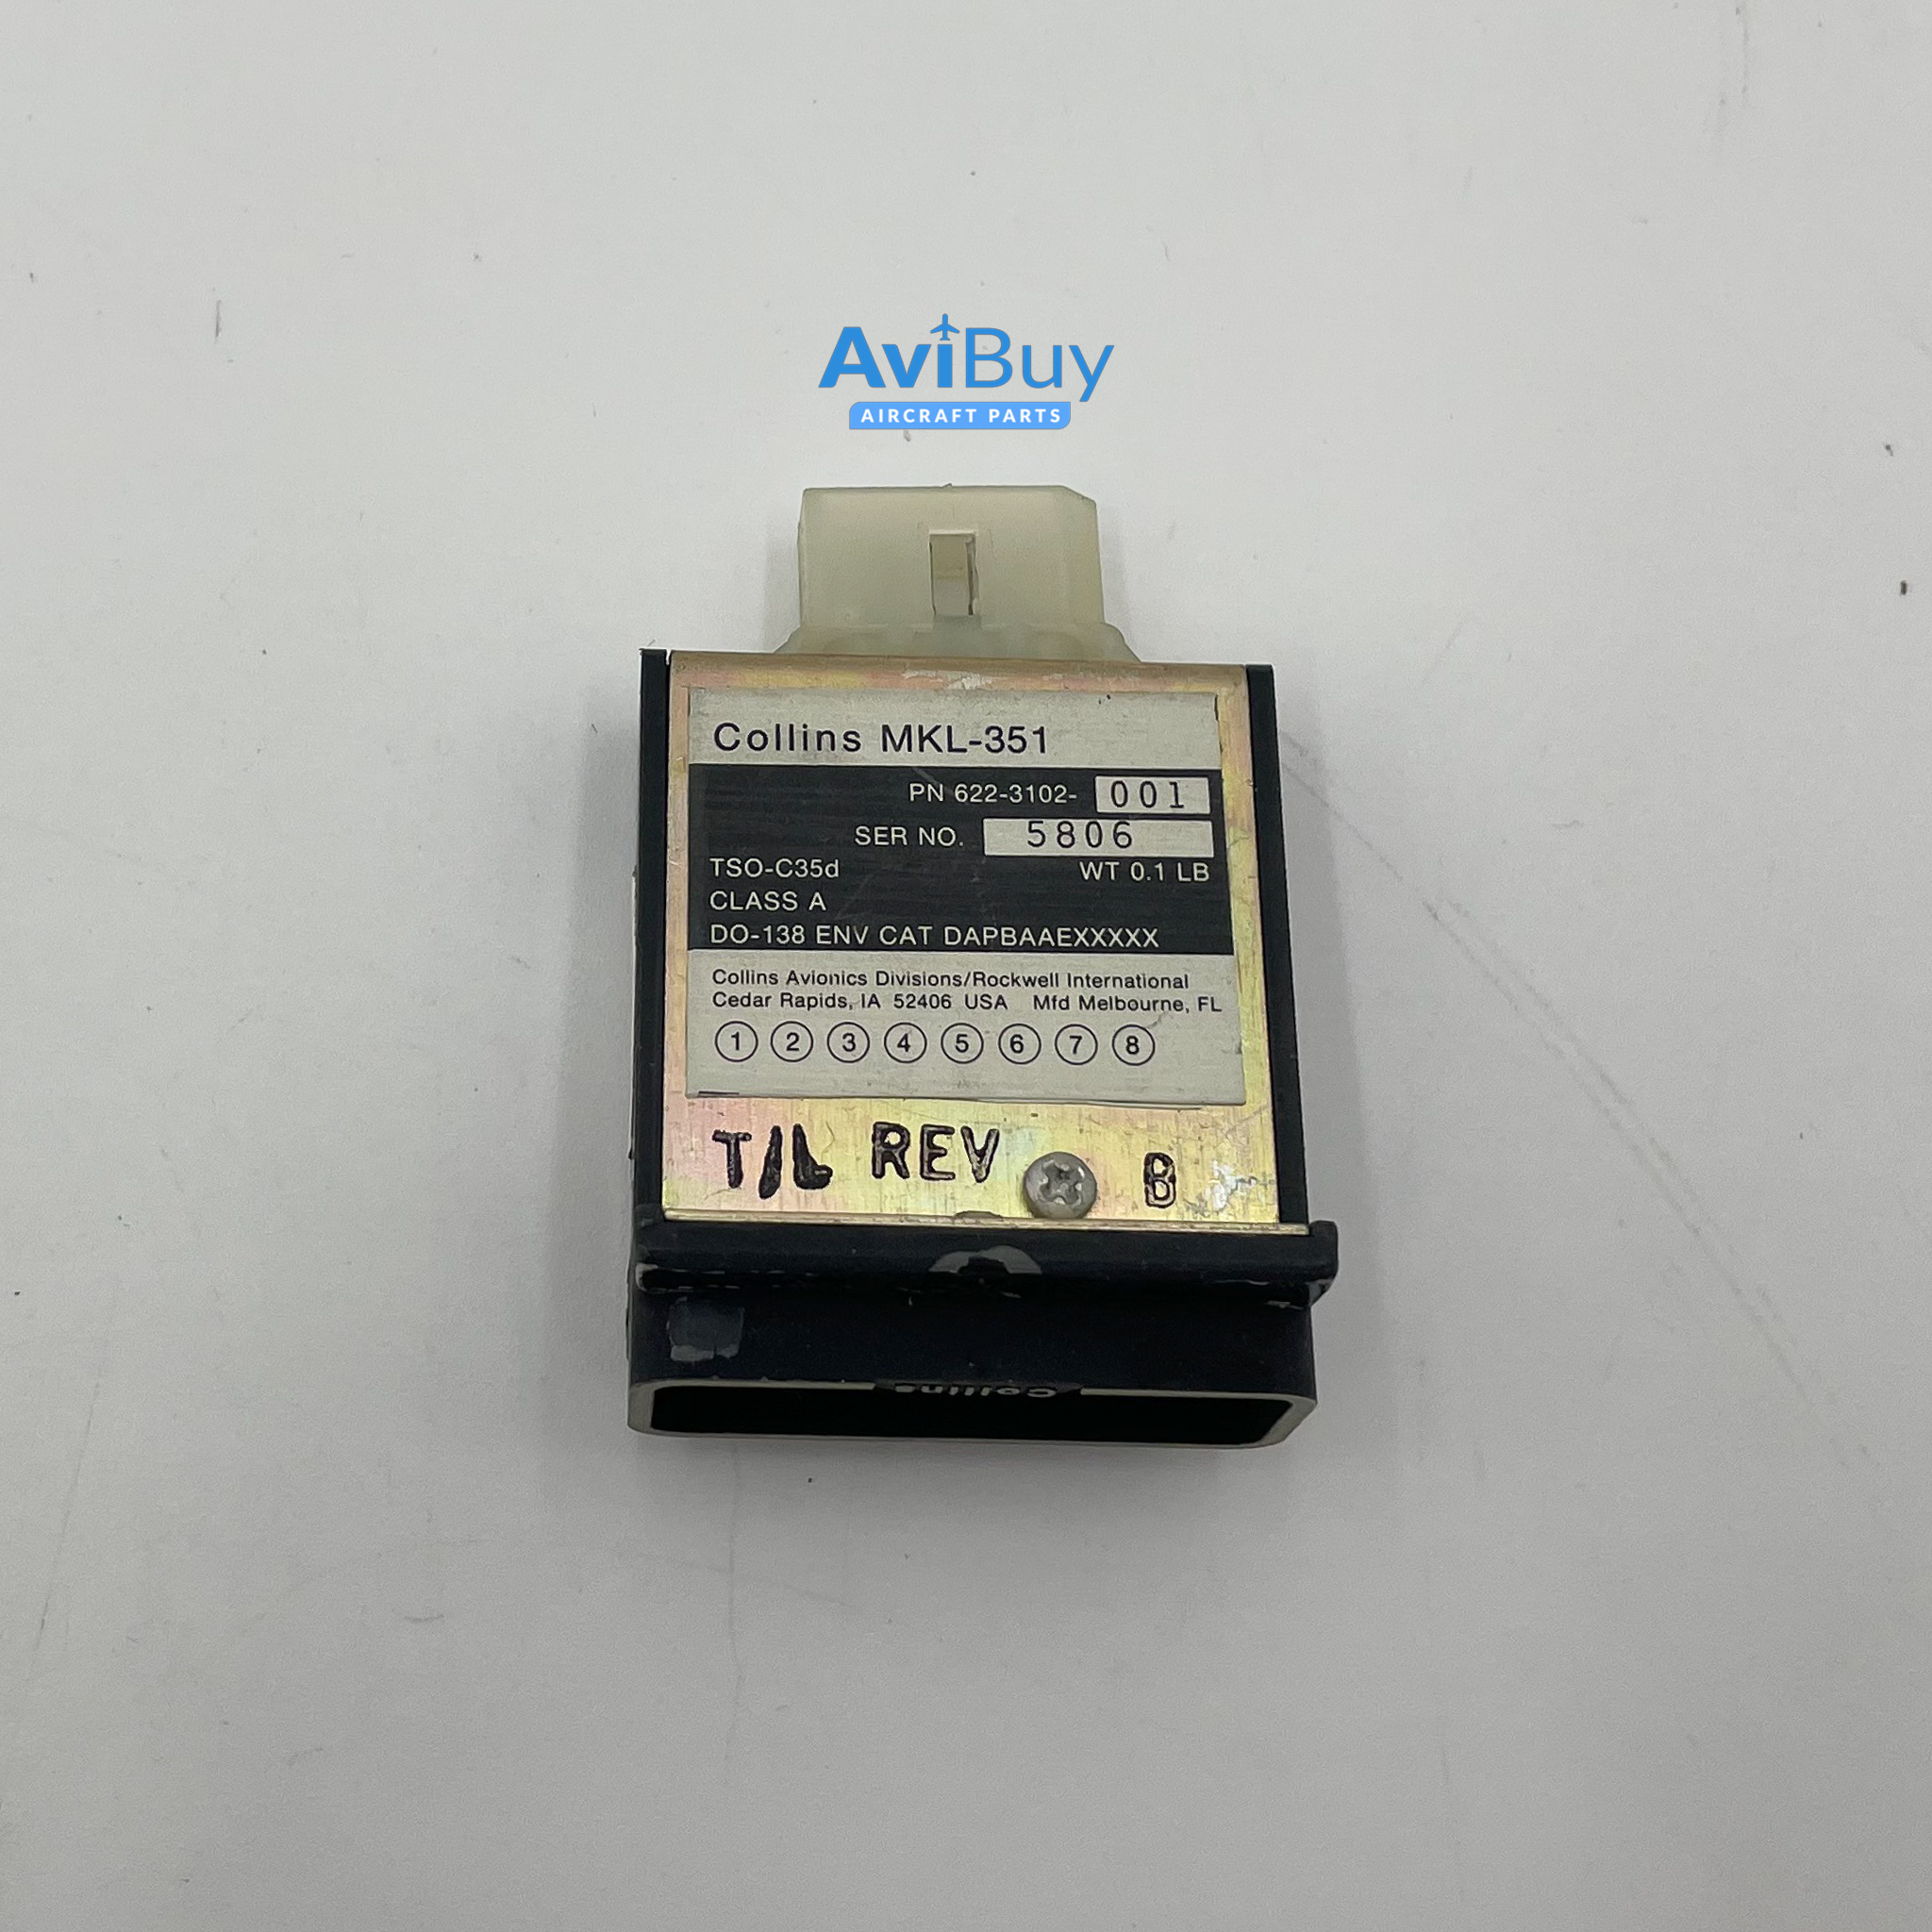 AviBuy
AIRCRAFT PARTS
Collins MKL-351
PN 622-3102- 001
SER NO. 5806
TSO-C35d WT 0.1 LB
CLASS A
DO-138 ENV CAT DAPBAAEXXXXX
Collins Avionics Divisions/Rockwell International
Cedar Rapids, IA 52406 USA Mfd Melbourne, FL
1 2 3 4 5 6 7 8
T/L REV B
Collins